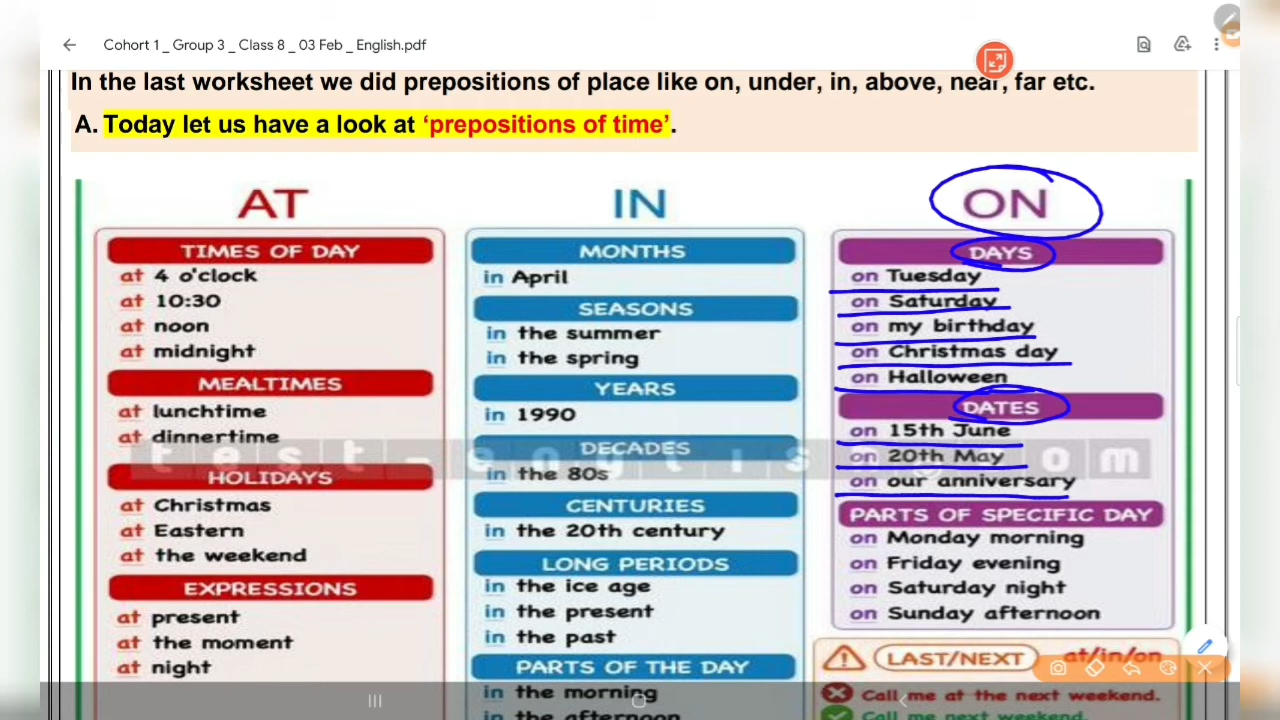 Cohort 1 _ Group 3 _ Class 8 _ 03 Feb _ English.pdf
In the last worksheet we did prepositions of place like on, under, in, above, near, far etc.
A. Today let us have a look at ‘prepositions of time’.
AT
TIMES OF DAY
at 4 o'clock
at 10:30
at noon
at midnight
MEALTIMES
at lunchtime
at dinnertime
HOLIDAYS
at Christmas
at Eastern
at the weekend
EXPRESSIONS
at present
at the moment
at night
IN
MONTHS
in April
SEASONS
in the summer
in the spring
YEARS
in 1990
DECADES
in the 80s
CENTURIES
in the 20th century
LONG PERIODS
in the ice age
in the present
in the past
PARTS OF THE DAY
in the morning
in the afternoon
ON
DAYS
on Tuesday
on Saturday
on my birthday
on Christmas day
on Halloween
DATES
on 15th June
on 20th May
on our anniversary
PARTS OF SPECIFIC DAY
on Monday morning
on Friday evening
on Saturday night
on Sunday afternoon
LAST/NEXT at/in/on
Call me at the next weekend.
Call me next weekend.